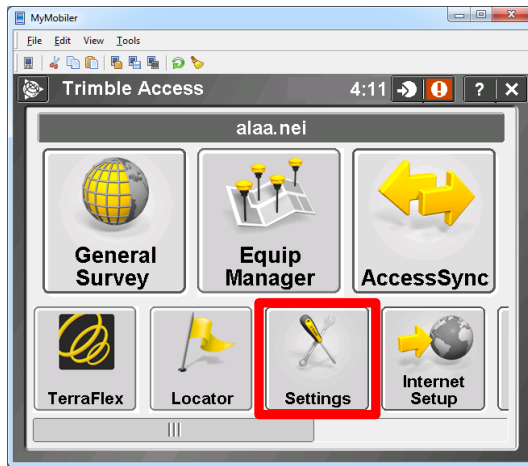 MyMobiler
File Edit View Tools
Trimble Access 4:11 ? X
alaa.nei
General Survey
Equip Manager
AccessSync
TerraFlex
Locator
Settings
Internet Setup